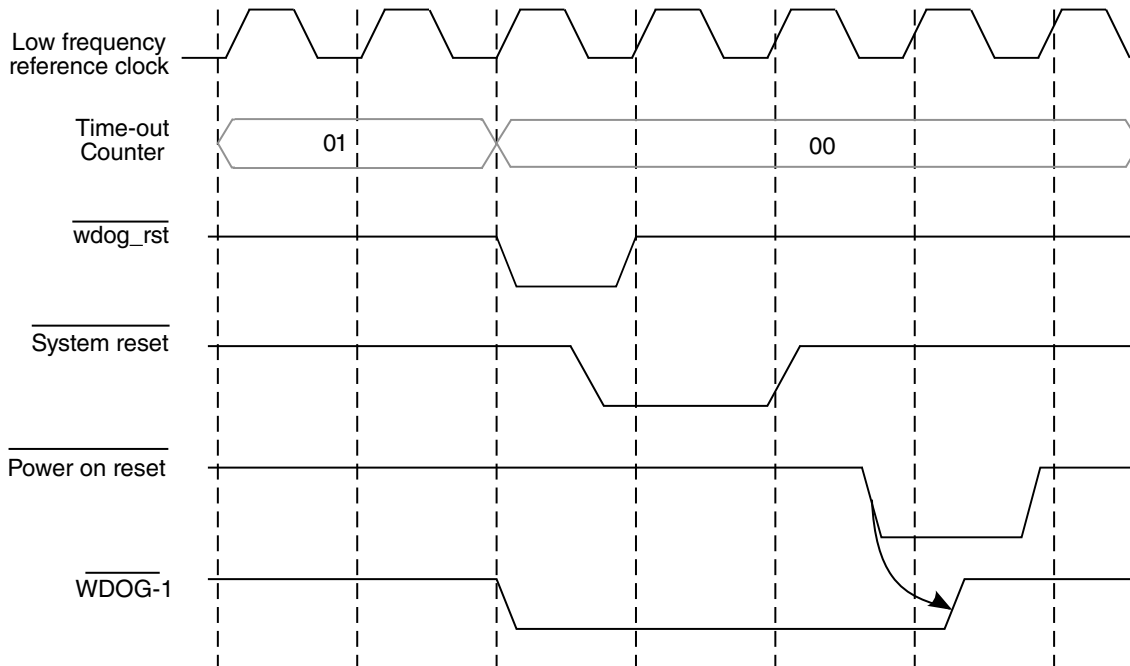 Low frequency
reference clock
Time-out
Counter
01
00
wdog_rst
System reset
Power on reset
WDOG-1